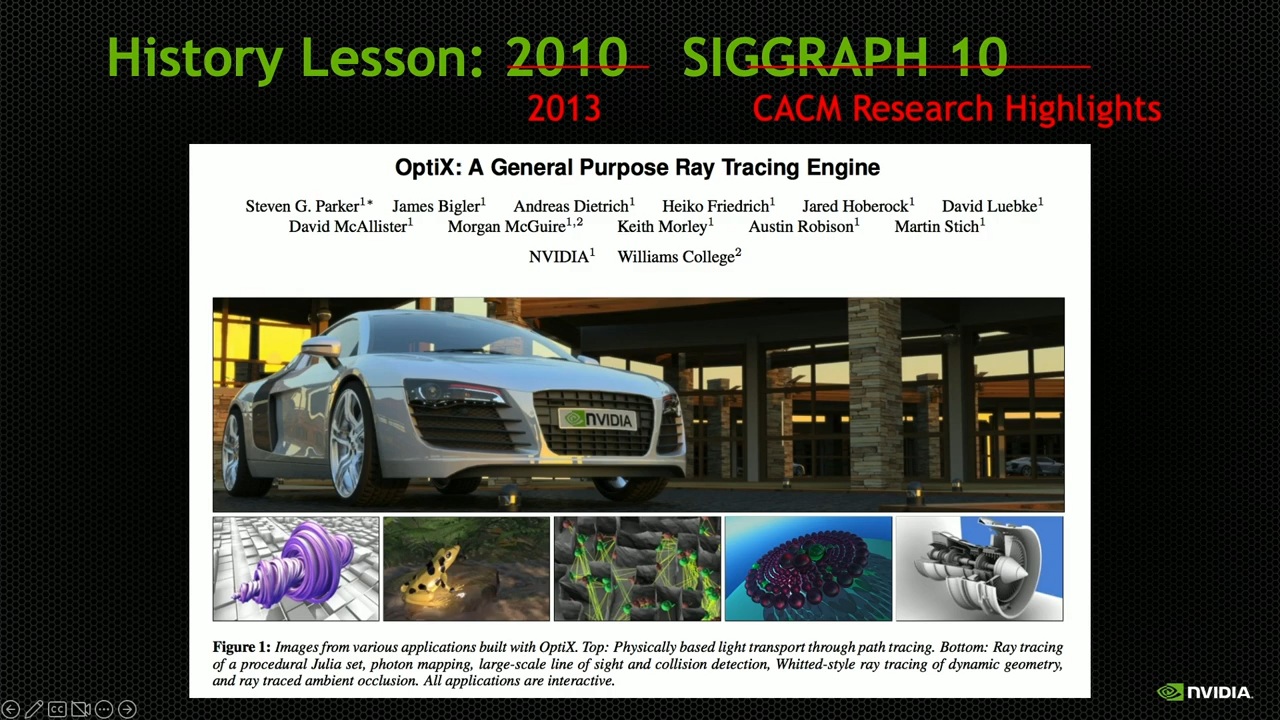 History Lesson: 2010 SIGGRAPH 10
2013 CACM Research Highlights
OptiX: A General Purpose Ray Tracing Engine
Steven G. Parker1* James Bigler1 Andreas Dietrich1 Heiko Friedrich1 Jared Hoberock1 David Luebke1
David McAllister1 Morgan McGuire1,2 Keith Morley1 Austin Robison1 Martin Stich1
NVIDIA1 Williams College2
NVIDIA
Figure 1: Images from various applications built with OptiX. Top: Physically based light transport through path tracing. Bottom: Ray tracing
of a procedural Julia set, photon mapping, large-scale line of sight and collision detection, Whitted-style ray tracing of dynamic geometry,
and ray traced ambient occlusion. All applications are interactive.
CC
NVIDIA.